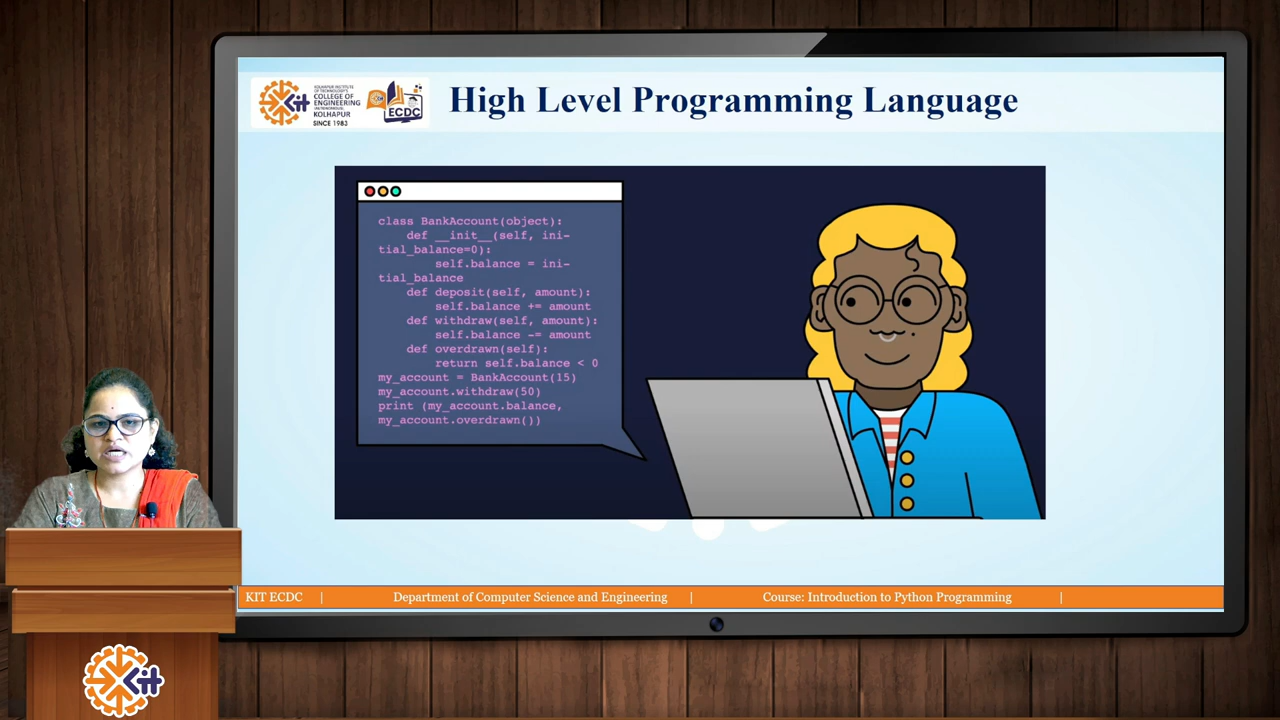 KOLHAPUR INSTITUTE
OF TECHNOLOGY'S
COLLEGE OF
ENGINEERING
KOLHAPUR
SINCE 1983
Kit
ECDC
High Level Programming Language
class BankAccount(object):
def __init__(self, ini-
tial_balance=0):
self.balance = ini-
tial_balance
def deposit(self, amount):
self.balance += amount
def withdraw(self, amount):
self.balance -= amount
def overdrawn(self):
return self.balance < 0
my_account = BankAccount(15)
my_account.withdraw(50)
print (my_account.balance,
my_account.overdrawn())
KIT ECDC | Department of Computer Science and Engineering | Course: Introduction to Python Programming |
Kit